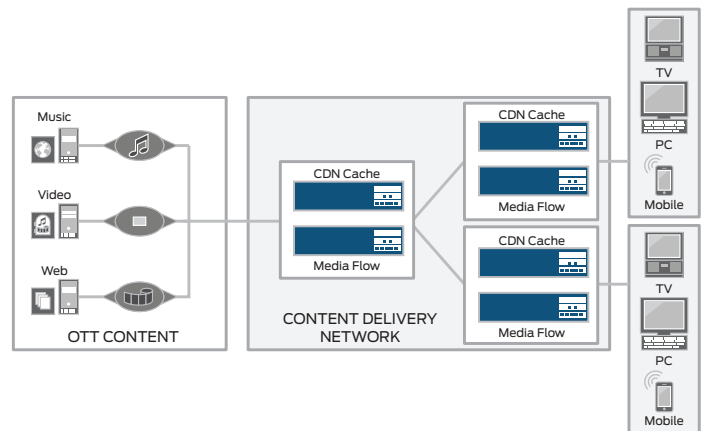 Music
Video
Web
OTT CONTENT
CDN Cache
Media Flow
CONTENT DELIVERY
NETWORK
CDN Cache
Media Flow
CDN Cache
Media Flow
TV
PC
Mobile
TV
PC
Mobile